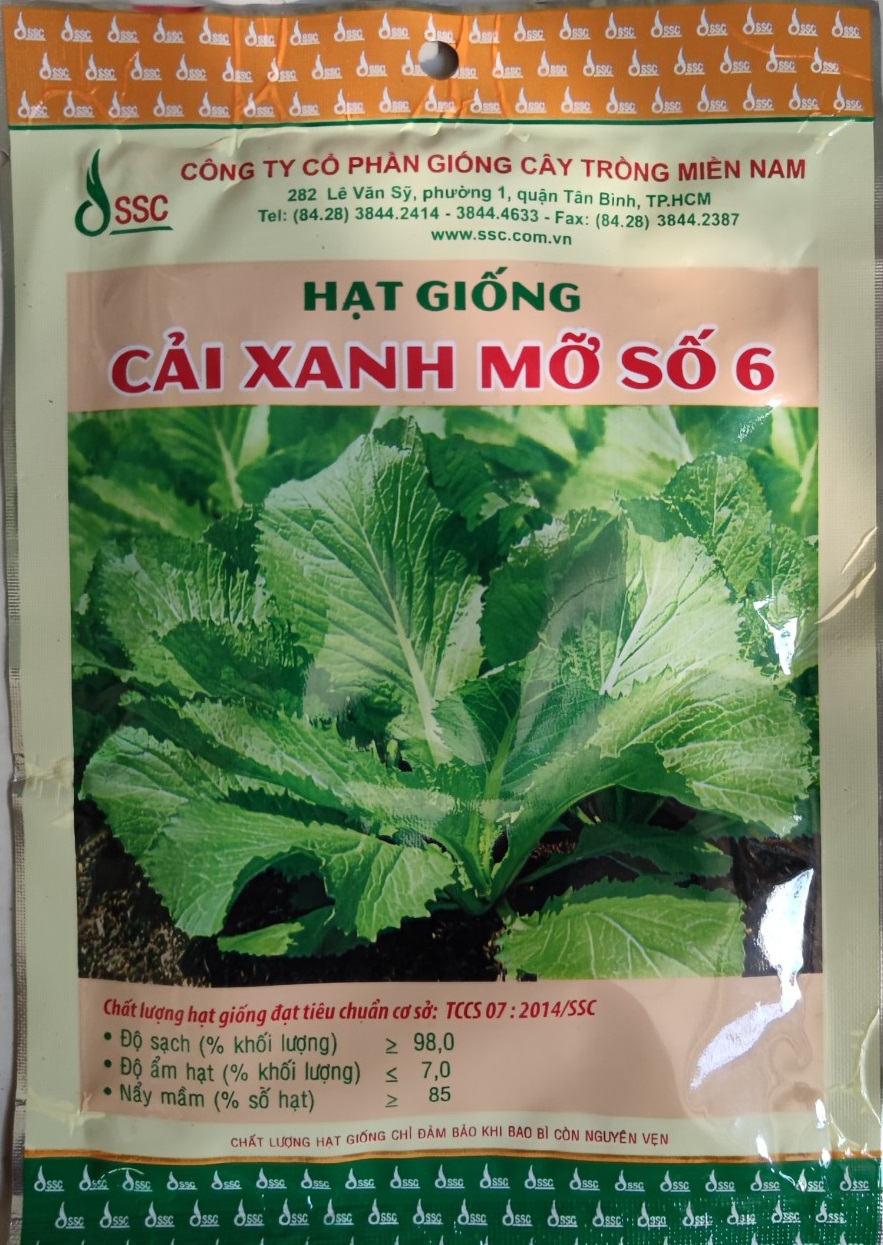 SSC
CÔNG TY CỔ PHẦN GIỐNG CÂY TRỒNG MIỀN NAM
282 Lê Văn Sỹ, phường 1, quận Tân Bình, TP.HCM
Tel: (84.28) 3844.2414 - 3844.4633 - Fax: (84.28) 3844.2387
www.ssc.com.vn
HẠT GIỐNG
CẢI XANH MỠ SỐ 6
Chất lượng hạt giống đạt tiêu chuẩn cơ sở: TCCS 07 : 2014/SSC
• Độ sạch (% khối lượng) ≥ 98,0
• Độ ẩm hạt (% khối lượng) ≤ 7,0
• Nẩy mầm (% số hạt) ≥ 85
CHẤT LƯỢNG HẠT GIỐNG CHỈ ĐẢM BẢO KHI BAO BÌ CÒN NGUYÊN VẸN